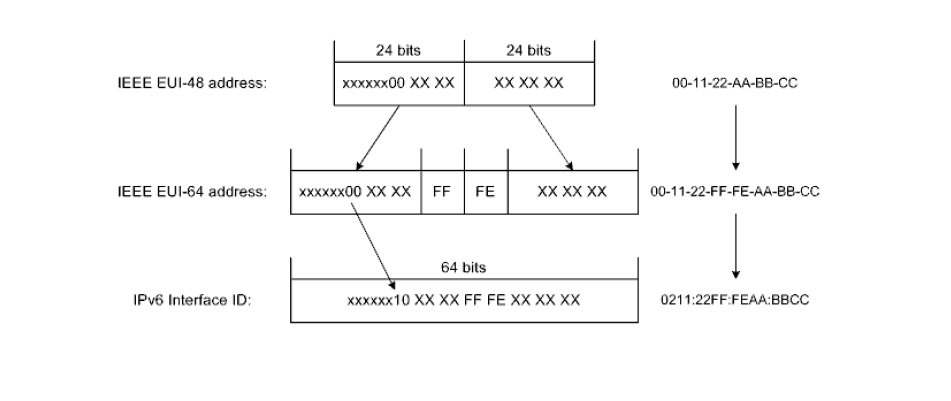 24 bits 24 bits
IEEE EUI-48 address: xxxxxx00 XX XX XX XX XX 00-11-22-AA-BB-CC
IEEE EUI-64 address: xxxxxx00 XX XX FF FE XX XX XX 00-11-22-FF-FE-AA-BB-CC
64 bits
IPv6 Interface ID: xxxxxx10 XX XX FF FE XX XX XX 0211:22FF:FEAA:BBCC